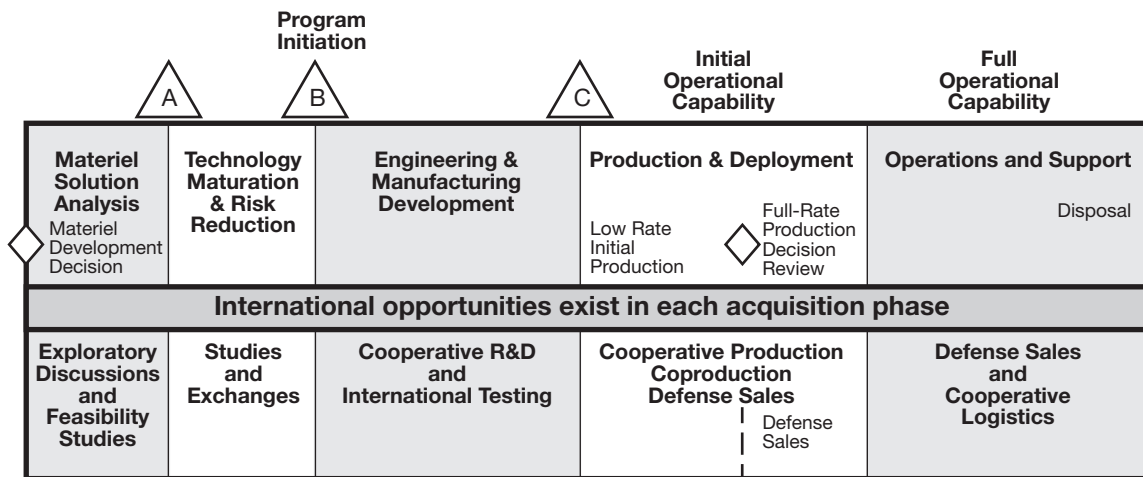 Program
Initiation
Initial
Operational
Capability
Full
Operational
Capability
A
B
C
Materiel
Solution
Analysis
Materiel
Development
Decision
Technology
Maturation
& Risk
Reduction
Engineering &
Manufacturing
Development
Production & Deployment
Low Rate
Initial
Production
Full-Rate
Production
Decision
Review
Operations and Support
Disposal
International opportunities exist in each acquisition phase
Exploratory
Discussions
and
Feasibility
Studies
Studies
and
Exchanges
Cooperative R&D
and
International Testing
Cooperative Production
Coproduction
Defense Sales
Defense
Sales
Defense Sales
and
Cooperative
Logistics